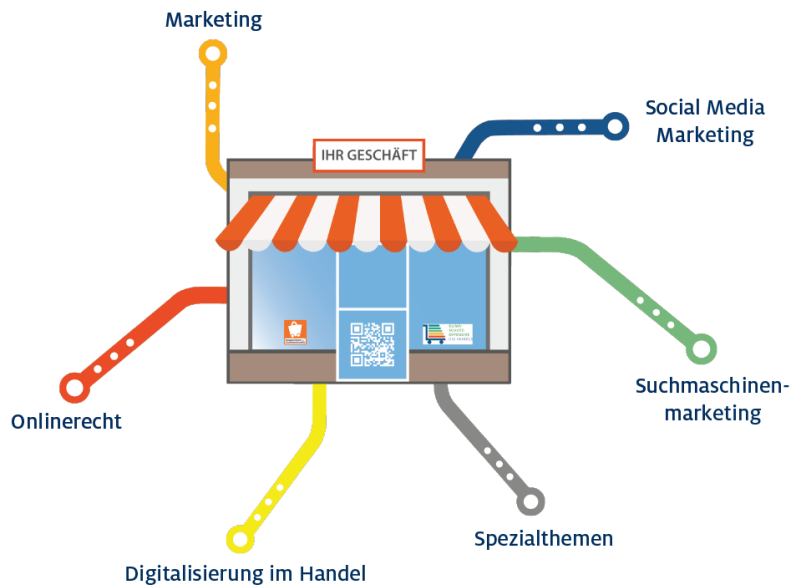 Marketing
Social Media
Marketing
IHR GESCHÄFT
Suchmaschinen-
marketing
Onlinerecht
Spezialthemen
Digitalisierung im Handel